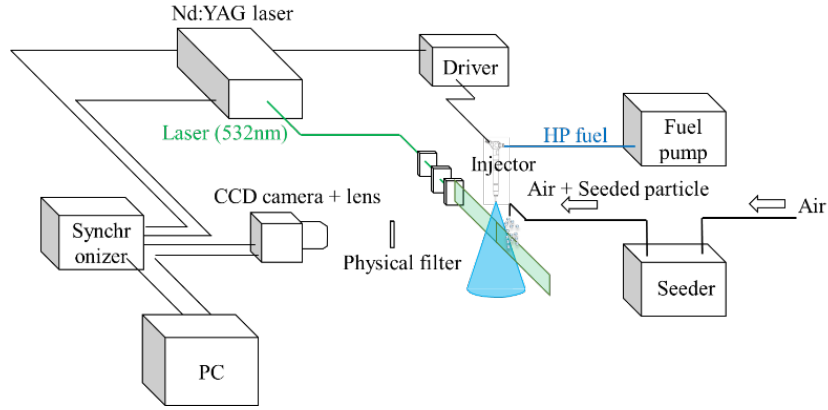 Nd:YAG laser
Driver
Laser (532nm)
HP fuel
Fuel
pump
Injector
CCD camera + lens
Air + Seeded particle
Air
Synchr
onizer
Physical filter
Seeder
PC